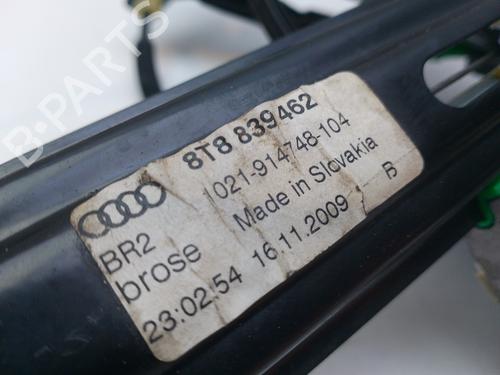 8T8 839462
1021-914748-104
BR2 Made in Slovakia
brose B
23:02:54 16.11.2009
B-PARTS